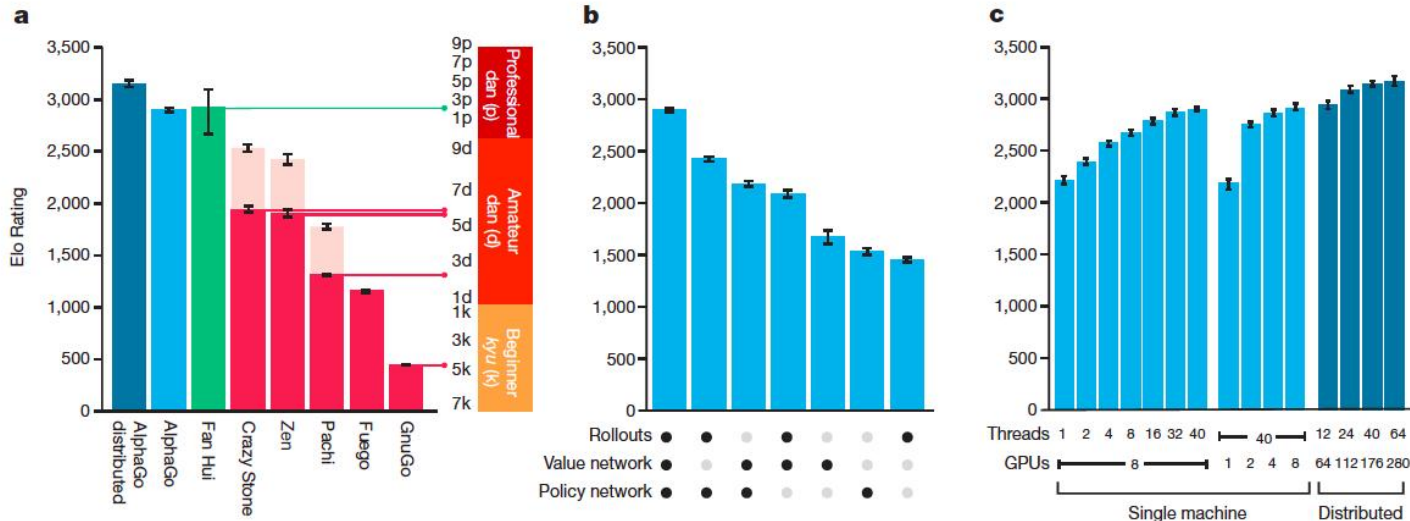 a
3,500
3,000
2,500
2,000
1,500
1,000
500
0
Elo Rating
AlphaGo
distributed
AlphaGo
Fan Hui
Crazy Stone
Zen
Pachi
Fuego
GnuGo
9p
7p
5p
3p
1p
9d
7d
5d
3d
1d
1k
3k
5k
7k
Professional
dan (p)
Amateur
dan (d)
Beginner
kyu (k)
b
3,500
3,000
2,500
2,000
1,500
1,000
500
0
Rollouts
Value network
Policy network
c
3,500
3,000
2,500
2,000
1,500
1,000
500
0
Threads 1 2 4 8 16 32 40 40 12 24 40 64
GPUs 8 1 2 4 8 64 112 176 280
Single machine Distributed